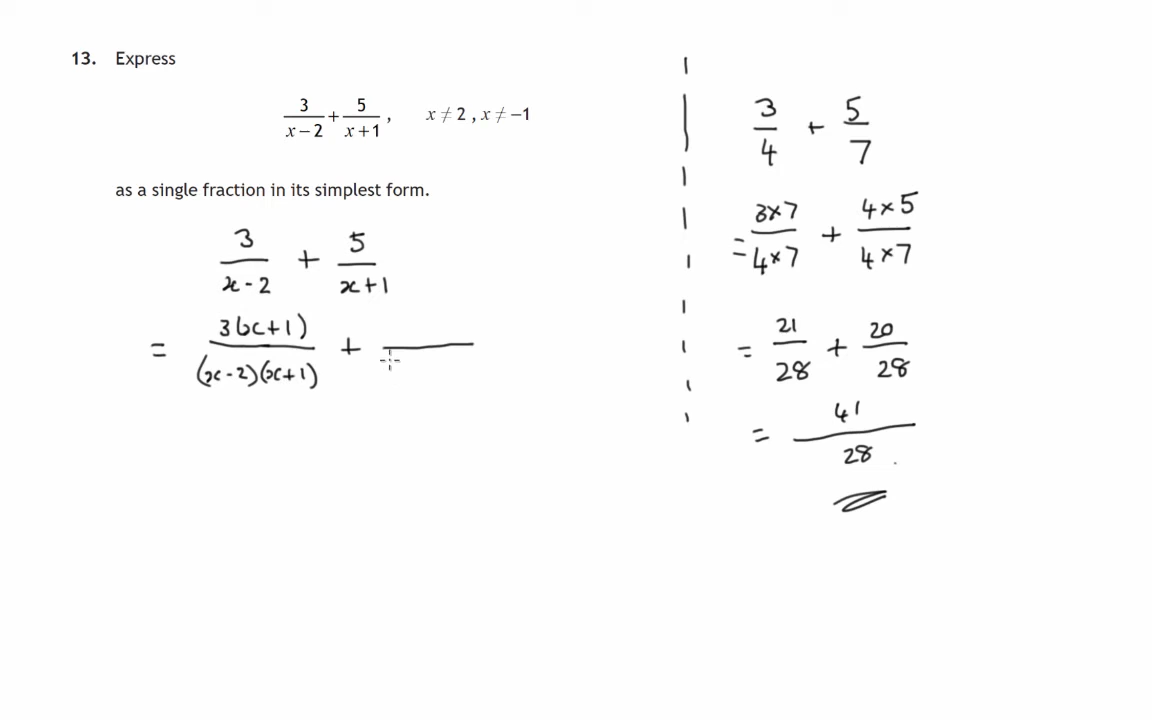 13. Express
3/(x − 2) + 5/(x + 1), x ≠ 2 , x ≠ −1
as a single fraction in its simplest form.
3/(x - 2) + 5/(x + 1)
= 3(x + 1)/((x - 2)(x + 1)) +
3/4 + 5/7
= (3×7)/(4×7) + (4×5)/(4×7)
= 21/28 + 20/28
= 41/28